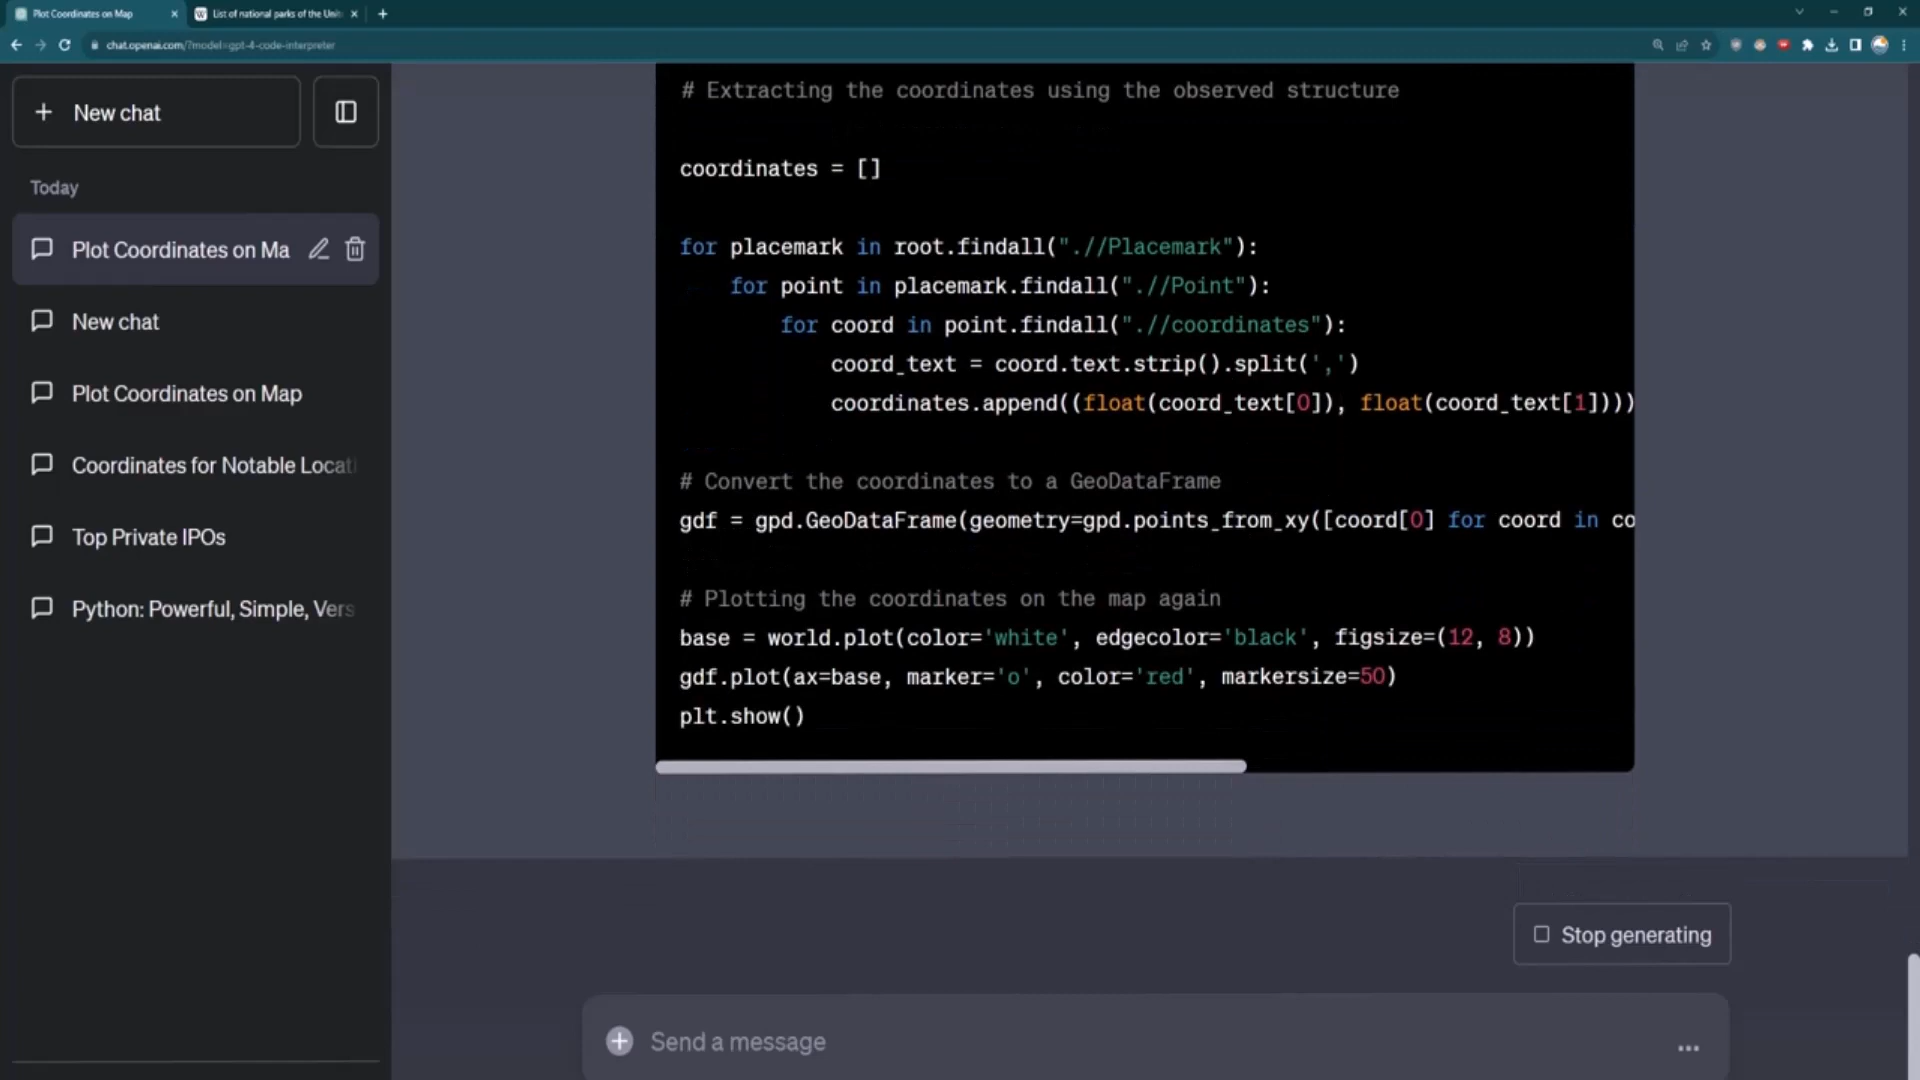 Plot Coordinates on Map
List of national parks of the Unit
chat.openai.com/?model=gpt-4-code-interpreter
New chat
Today
Plot Coordinates on Ma
New chat
Plot Coordinates on Map
Coordinates for Notable Locati
Top Private IPOs
Python: Powerful, Simple, Vers
# Extracting the coordinates using the observed structure
coordinates = []
for placemark in root.findall(".//Placemark"):
    for point in placemark.findall(".//Point"):
        for coord in point.findall(".//coordinates"):
            coord_text = coord.text.strip().split(',')
            coordinates.append((float(coord_text[0]), float(coord_text[1])))
# Convert the coordinates to a GeoDataFrame
gdf = gpd.GeoDataFrame(geometry=gpd.points_from_xy([coord[0] for coord in co
# Plotting the coordinates on the map again
base = world.plot(color='white', edgecolor='black', figsize=(12, 8))
gdf.plot(ax=base, marker='o', color='red', markersize=50)
plt.show()
Stop generating
Send a message